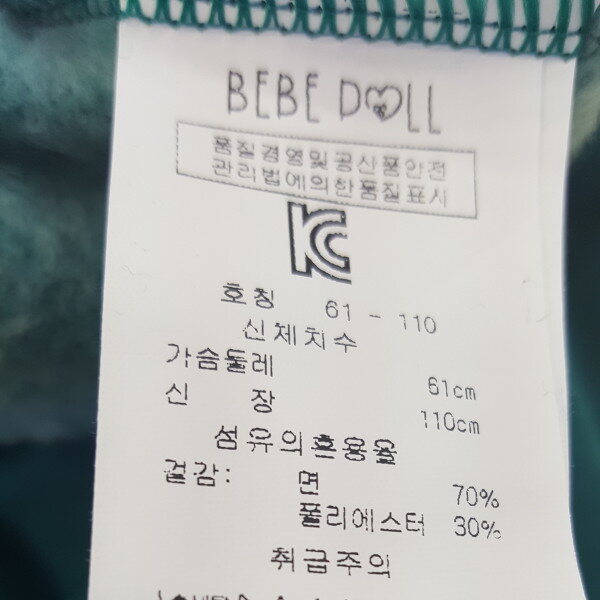 BEBE DOLL
품질경영및공산품안전
관리법에의한품질표시
KC
호칭 61 - 110
신체치수
가슴둘레 61cm
신 장 110cm
섬유의혼용율
겉감: 면 70%
폴리에스터 30%
취급주의